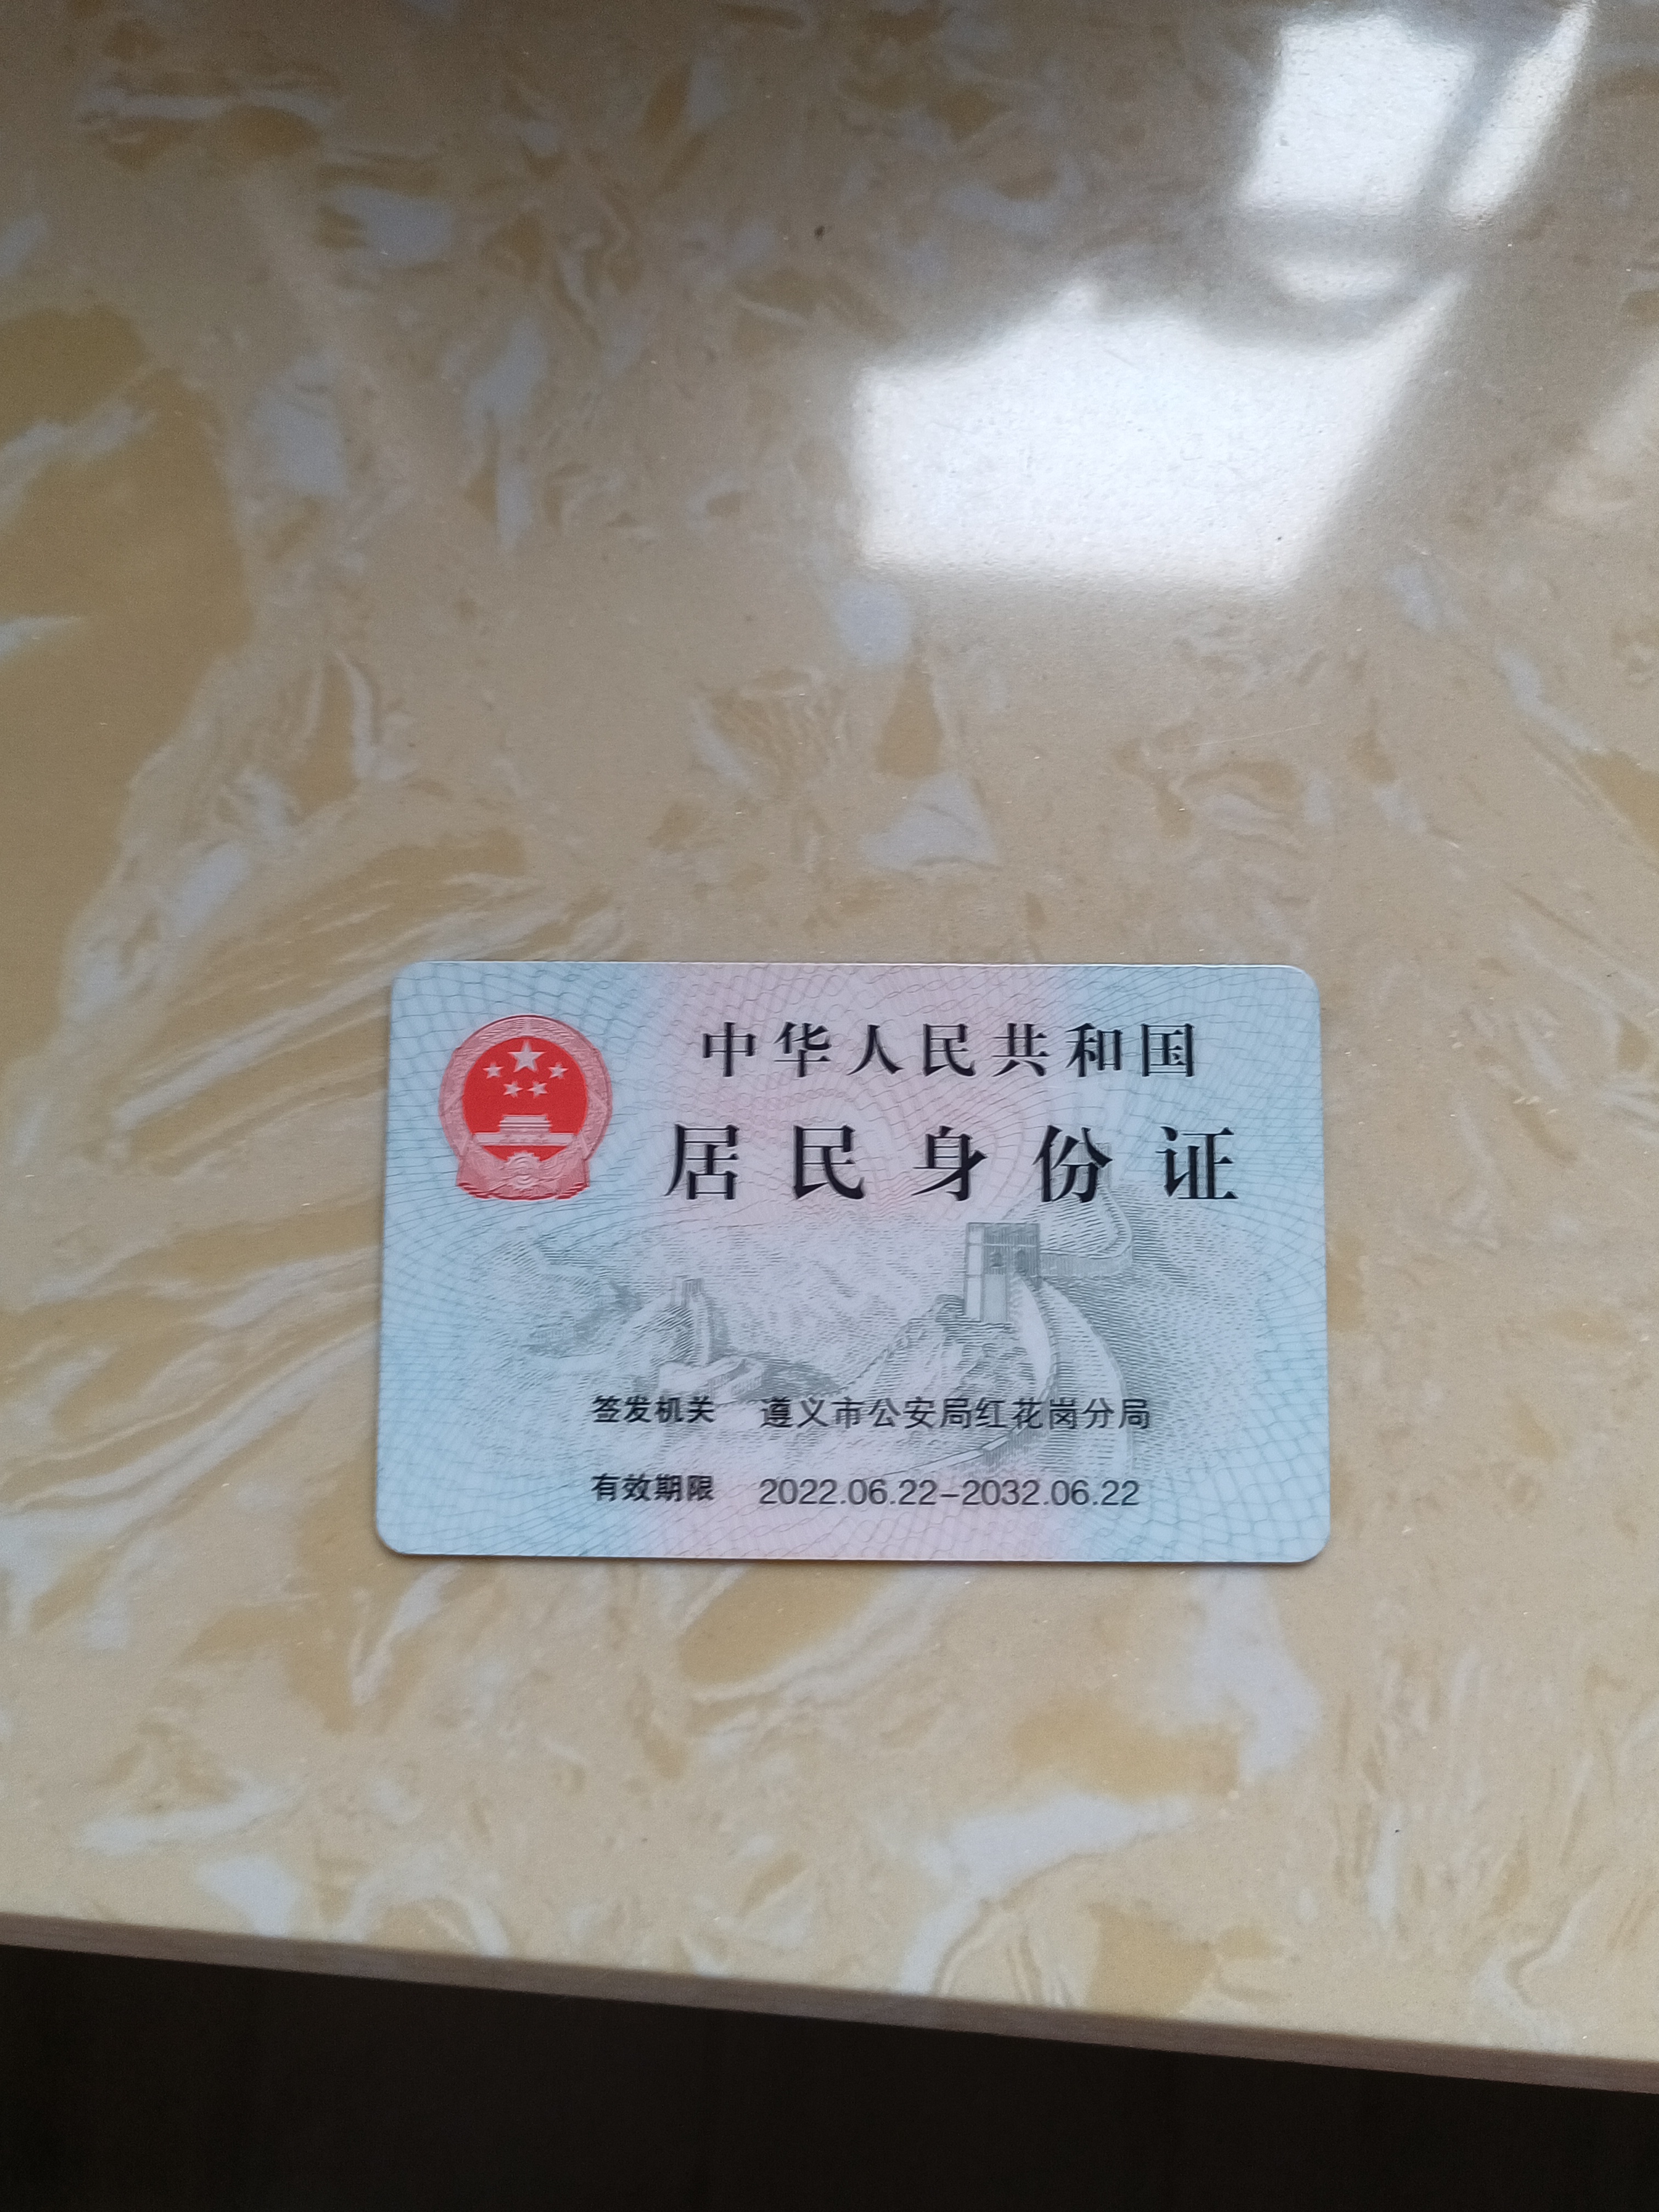 中华人民共和国
居民身份证
签发机关 遵义市公安局红花岗分局
有效期限 2022.06.22-2032.06.22